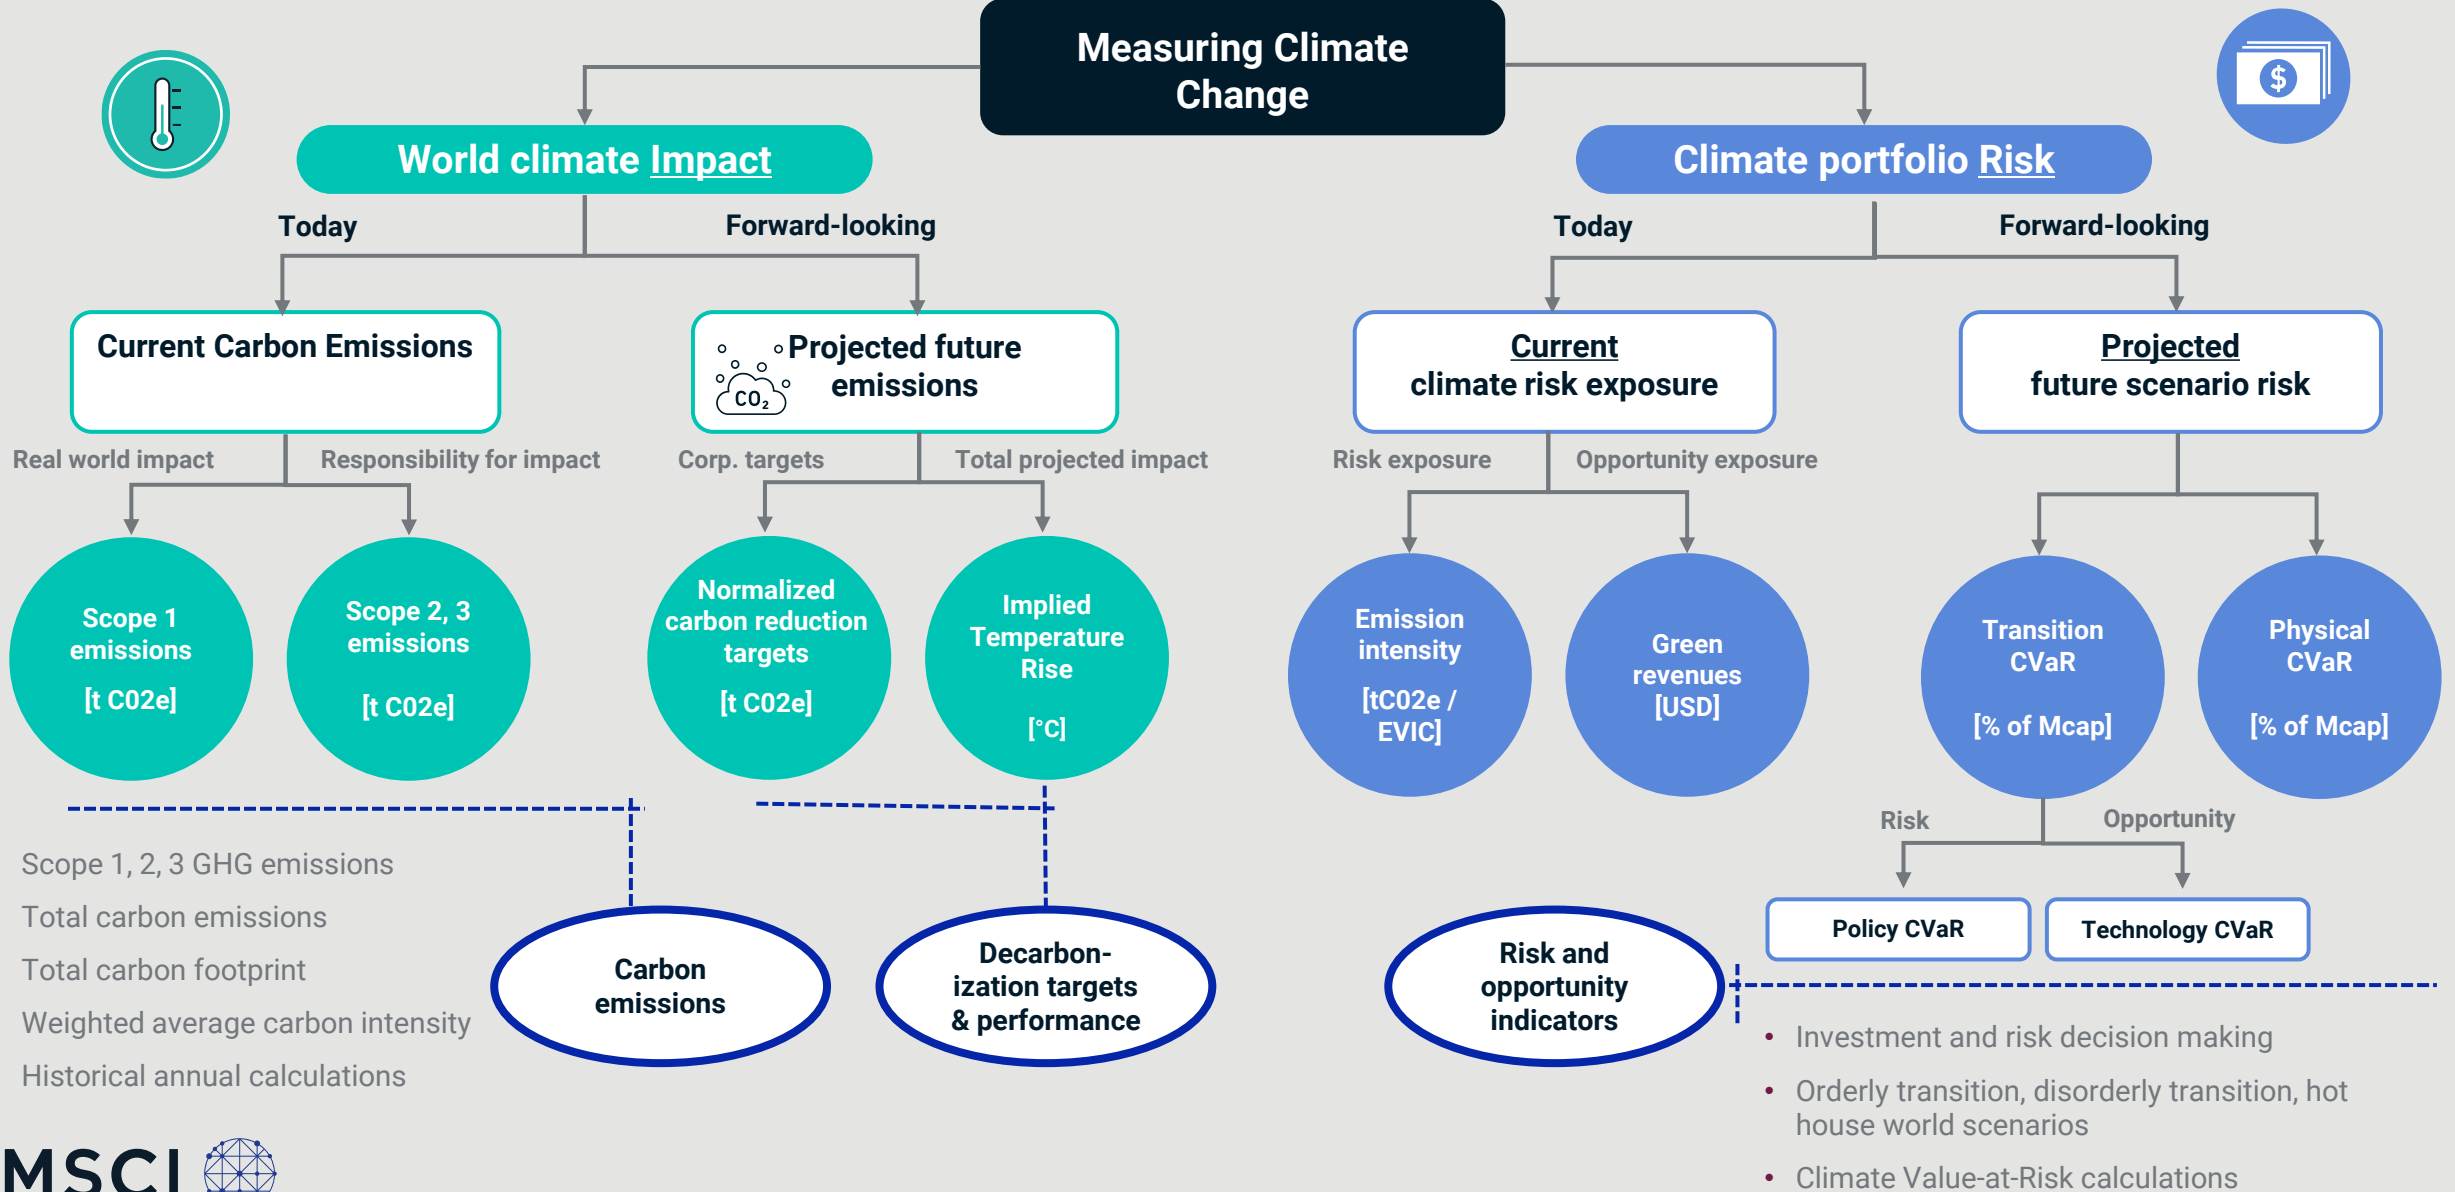 Measuring Climate
Change
$
World climate Impact
Climate portfolio Risk
Today
Forward-looking
Today
Forward-looking
Current Carbon Emissions
Projected future
emissions
CO₂
Current
climate risk exposure
Projected
future scenario risk
Real world impact
Responsibility for impact
Corp. targets
Total projected impact
Risk exposure
Opportunity exposure
Scope 1
emissions
[t C02e]
Scope 2, 3
emissions
[t C02e]
Normalized
carbon reduction
targets
[t C02e]
Implied
Temperature
Rise
[°C]
Emission
intensity
[tC02e /
EVIC]
Green
revenues
[USD]
Transition
CVaR
[% of Mcap]
Physical
CVaR
[% of Mcap]
Risk
Opportunity
Policy CVaR
Technology CVaR
Scope 1, 2, 3 GHG emissions
Total carbon emissions
Total carbon footprint
Weighted average carbon intensity
Historical annual calculations
Carbon
emissions
Decarbon-
ization targets
& performance
Risk and
opportunity
indicators
• Investment and risk decision making
• Orderly transition, disorderly transition, hot
house world scenarios
• Climate Value-at-Risk calculations
MSCI